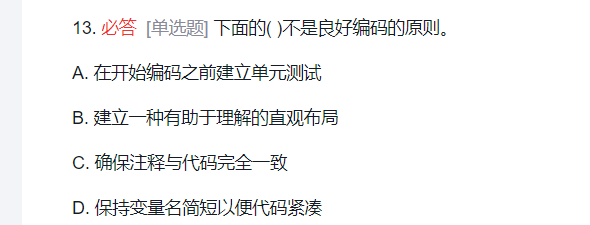 13. 必答 [单选题] 下面的( )不是良好编码的原则。
A. 在开始编码之前建立单元测试
B. 建立一种有助于理解的直观布局
C. 确保注释与代码完全一致
D. 保持变量名简短以便代码紧凑